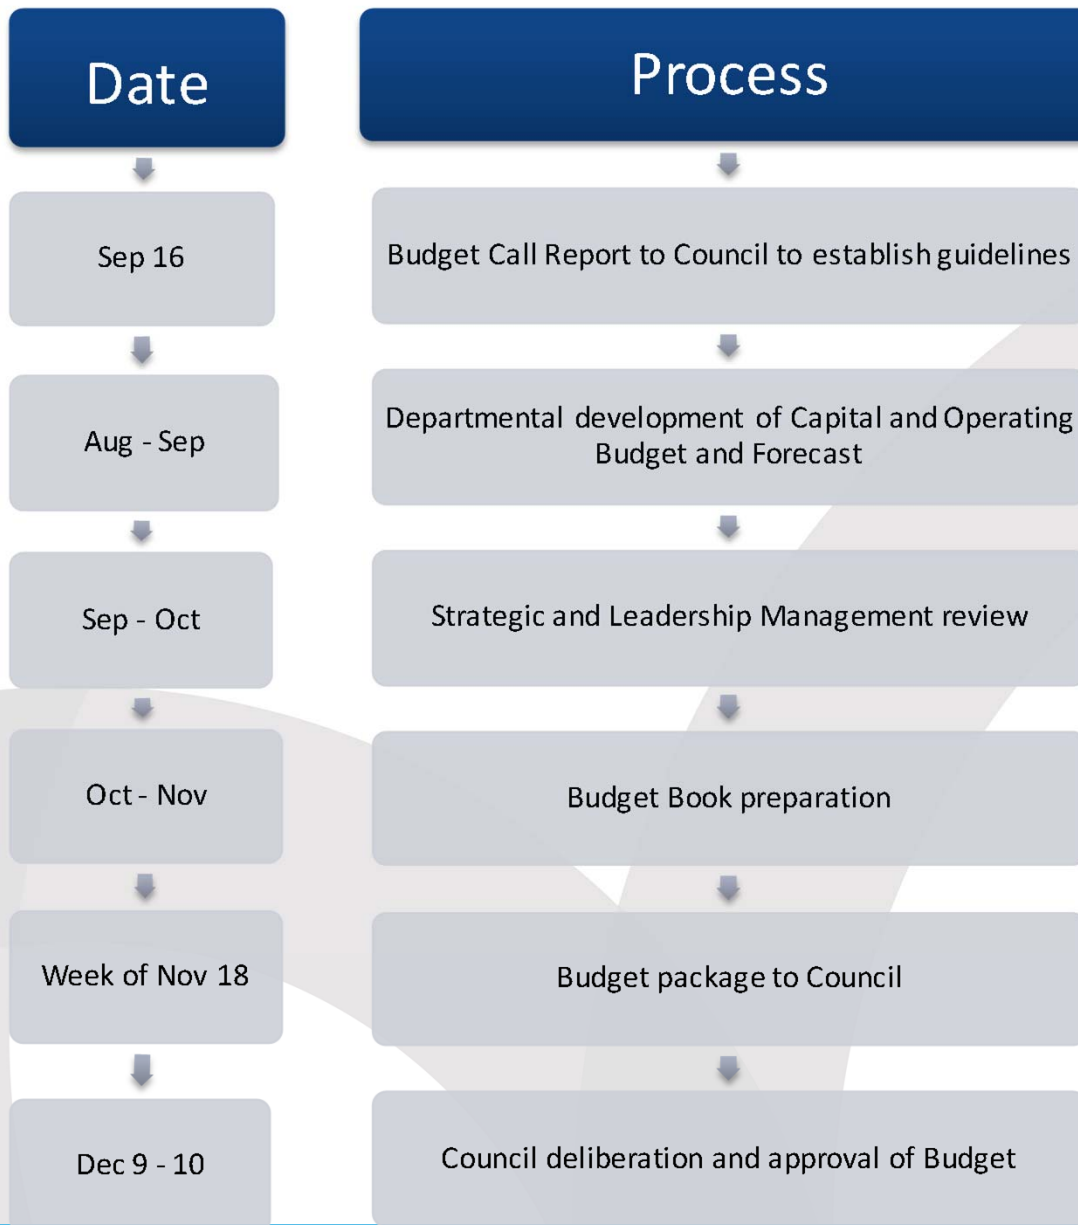 Date
Process
Sep 16
Budget Call Report to Council to establish guidelines
Aug - Sep
Departmental development of Capital and Operating
Budget and Forecast
Sep - Oct
Strategic and Leadership Management review
Oct - Nov
Budget Book preparation
Week of Nov 18
Budget package to Council
Dec 9 - 10
Council deliberation and approval of Budget